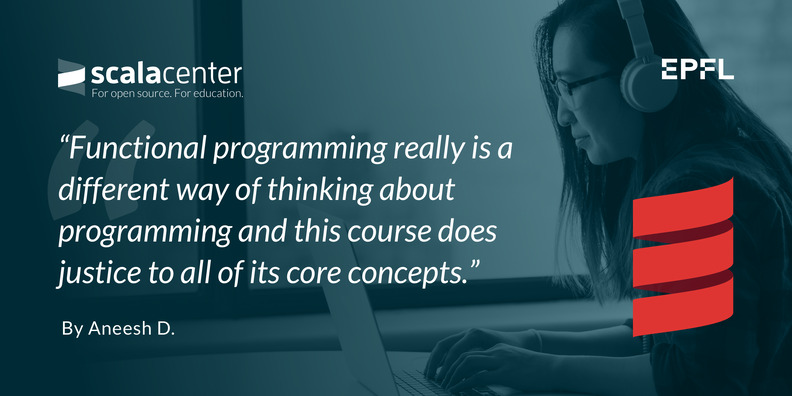 scalacenter
For open source. For education.
EPFL
“Functional programming really is a
different way of thinking about
programming and this course does
justice to all of its core concepts.”
By Aneesh D.